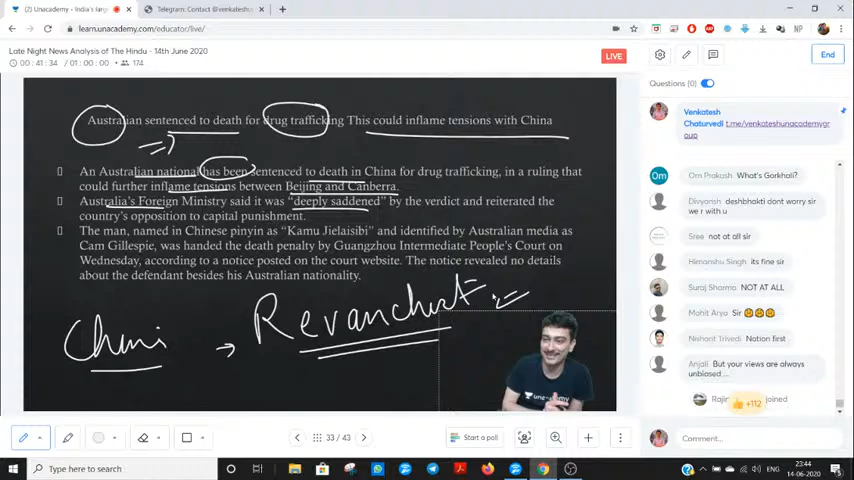 (2) Unacademy - India's larg
Telegram: Contact @venkateshun
learn.unacademy.com/educator/live/
NP
Late Night News Analysis of The Hindu - 14th June 2020
00 : 41 : 34 / 01 : 00 : 00 • 174
LIVE
End
Questions (0)
Australian sentenced to death for drug trafficking This could inflame tensions with China
An Australian national has been sentenced to death in China for drug trafficking, in a ruling that
could further inflame tensions between Beijing and Canberra.
Australia's Foreign Ministry said it was "deeply saddened" by the verdict and reiterated the
country's opposition to capital punishment.
The man, named in Chinese pinyin as "Kamu Jielaisibi" and identified by Australian media as
Cam Gillespie, was handed the death penalty by Guangzhou Intermediate People's Court on
Wednesday, according to a notice posted on the court website. The notice revealed no details
about the defendant besides his Australian nationality.
Revanchist
unacademy
Venkatesh
Chaturvedi t.me/venkateshunacademygr
oup
Om Prakash What's Gorkhali?
Divyansh deshbhakti dont worry sir
we r with u
Sree not at all sir
Himanshu Singh its fine sir
Suraj Sharma NOT AT ALL
Mohit Arya Sir
Nishant Trivedi Nation first
Anjali But your views are always
unbiased....
Rajin joined
+112
33 / 43
Start a poll
Comment...
Type here to search
ENG
23:44
14-06-2020
5